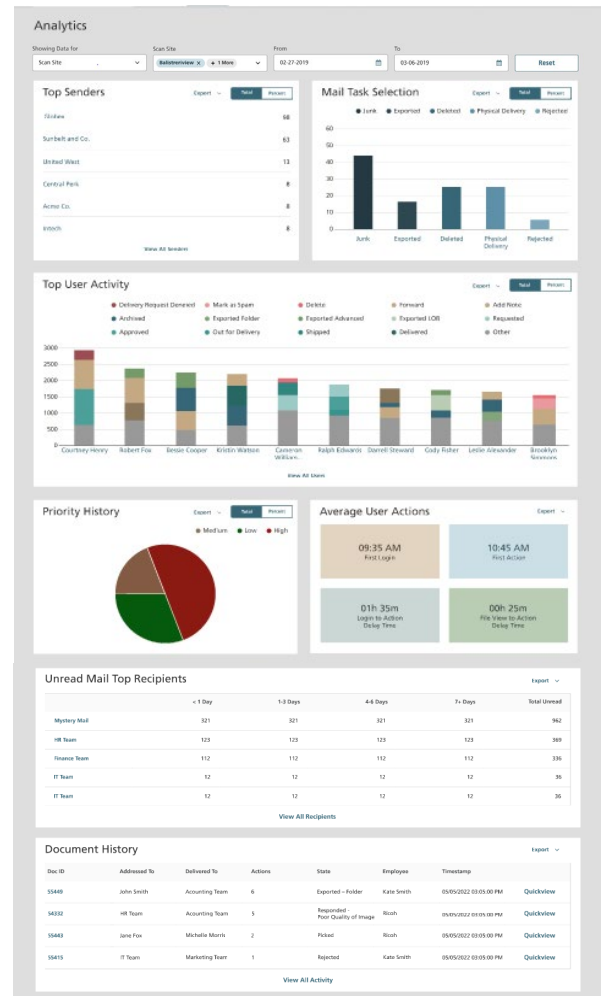 Analytics
Showing Data for
Scan Site
From
To
Scan Site
Balistreriview x
+ 1 More
02-27-2019
03-06-2019
Reset
Top Senders
Export
Total
Percent
68
Sunbelt and Co.
63
United West
13
Central Perk
8
Acme Co.
8
Intech
8
View All Senders
Mail Task Selection
Export
Total
Percent
Junk
Exported
Deleted
Physical Delivery
Rejected
60
50
40
30
20
10
0
Junk
Exported
Deleted
Physical
Delivery
Rejected
Top User Activity
Export
Total
Percent
Delivery Request Demened
Mark as Spam
Delete
Forward
Add Note
Archived
Exported Folder
Exported Advansed
Exported LOB
Requested
Approved
Out for Delivery
Shipped
Delivered
Other
3000
2500
2000
1500
1000
500
0
Courtney Henry
Robert Fox
Bessie Cooper
Kristin Watson
Cameron
Williams
Ralph Edwards
Darrell Steward
Cody Fisher
Leslie Alexander
Brooklyn
Simmons
View All Users
Priority History
Export
Total
Percent
Medium
Low
High
Average User Actions
Export
09:35 AM
First Login
10:45 AM
First Action
01h 35m
Login-to-Action
Delay Time
00h 25m
File View-to-Action
Delay Time
Unread Mail Top Recipients
Export
< 1 Day
1-3 Days
4-6 Days
7+ Days
Total Unread
Mystery Mail 321 321 321 321 962
HR Team 123 123 123 123 369
Finance Team 112 112 112 112 336
IT Team 12 12 12 12 36
IT Team 12 12 12 12 36
View All Recipients
Document History
Export
Doc ID Addressed To Delivered To Actions State Employee Timestamp
55449 John Smith Acounting Team 6 Exported – Folder Kate Smith 05/05/2022 03:05:00 PM Quickview
54332 HR Team Acounting Team 5 Responded -
Poor Quality of Image Ricoh 05/05/2022 03:05:00 PM Quickview
55443 Jane Fox Michelle Morris 2 Picked Ricoh 05/05/2022 03:05:00 PM Quickview
55415 IT Team Marketing Team 1 Rejected Kate Smith 05/05/2022 03:05:00 PM Quickview
View All Activity